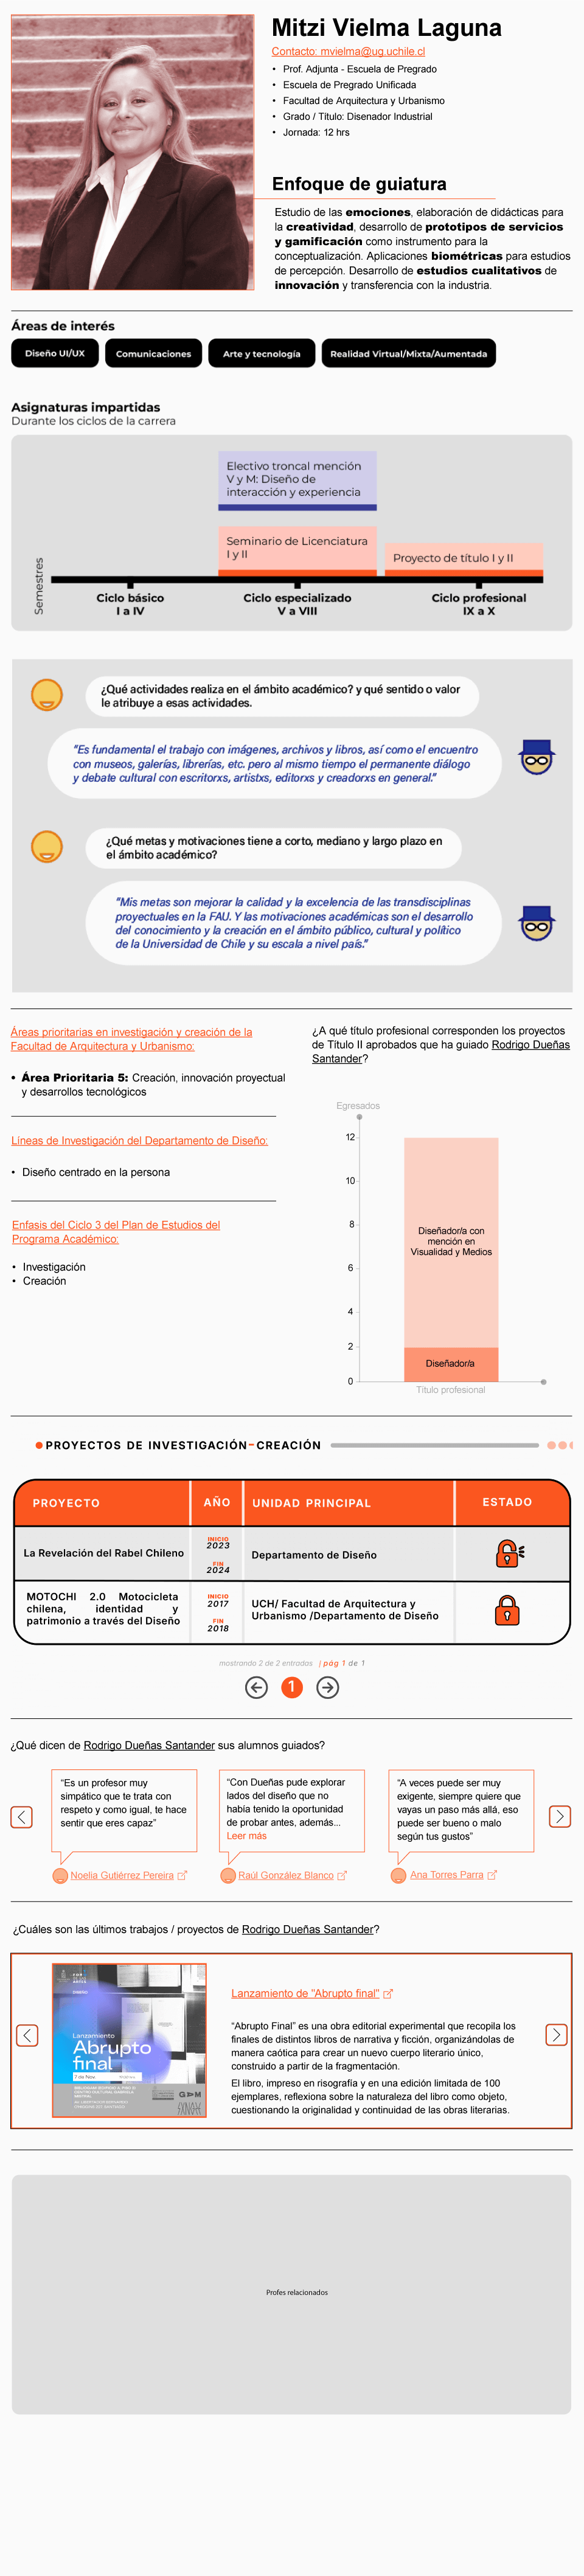 Mitzi Vielma Laguna
Contacto: mvielma@ug.uchile.cl
• Prof. Adjunta - Escuela de Pregrado
• Escuela de Pregrado Unificada
• Facultad de Arquitectura y Urbanismo
• Grado / Titulo: Disenador Industrial
• Jornada: 12 hrs
Enfoque de guiatura
Estudio de las emociones, elaboración de didácticas para
la creatividad, desarrollo de prototipos de servicios
y gamificación como instrumento para la
conceptualización. Aplicaciones biométricas para estudios
de percepción. Desarrollo de estudios cualitativos de
innovación y transferencia con la industria.
Áreas de interés
Diseño UI/UX
Comunicaciones
Arte y tecnología
Realidad Virtual/Mixta/Aumentada
Asignaturas impartidas
Durante los ciclos de la carrera
Electivo troncal mención
V y M: Diseño de
interacción y experiencia
Seminario de Licenciatura
I y II
Proyecto de título I y II
Semestres
Ciclo básico
I a IV
Ciclo especializado
V a VIII
Ciclo profesional
IX a X
¿Qué actividades realiza en el ámbito académico? y qué sentido o valor
le atribuye a esas actividades.
"Es fundamental el trabajo con imágenes, archivos y libros, así como el encuentro
con museos, galerías, librerías, etc. pero al mismo tiempo el permanente diálogo
y debate cultural con escritorxs, artistxs, editorxs y creadorxs en general."
¿Qué metas y motivaciones tiene a corto, mediano y largo plazo en
el ámbito académico?
"Mis metas son mejorar la calidad y la excelencia de las transdisciplinas
proyectuales en la FAU. Y las motivaciones académicas son el desarrollo
del conocimiento y la creación en el ámbito público, cultural y político
de la Universidad de Chile y su escala a nivel país."
Áreas prioritarias en investigación y creación de la
Facultad de Arquitectura y Urbanismo:
• Área Prioritaria 5: Creación, innovación proyectual
y desarrollos tecnológicos
Líneas de Investigación del Departamento de Diseño:
• Diseño centrado en la persona
Enfasis del Ciclo 3 del Plan de Estudios del
Programa Académico:
• Investigación
• Creación
¿A qué título profesional corresponden los proyectos
de Título II aprobados que ha guiado Rodrigo Dueñas
Santander?
Egresados
12
10
8
6
4
2
0
Diseñador/a con
mención en
Visualidad y Medios
Diseñador/a
Título profesional
PROYECTOS DE INVESTIGACIÓN-CREACIÓN
PROYECTO AÑO UNIDAD PRINCIPAL ESTADO
La Revelación del Rabel Chileno
INICIO
2023
FIN
2024
Departamento de Diseño
MOTOCHI 2.0 Motocicleta
chilena, identidad y
patrimonio a través del Diseño
INICIO
2017
FIN
2018
UCH/ Facultad de Arquitectura y
Urbanismo /Departamento de Diseño
mostrando 2 de 2 entradas | pág 1 de 1
1
¿Qué dicen de Rodrigo Dueñas Santander sus alumnos guiados?
"Es un profesor muy
simpático que te trata con
respeto y como igual, te hace
sentir que eres capaz"
Noelia Gutiérrez Pereira
"Con Dueñas pude explorar
lados del diseño que no
había tenido la oportunidad
de probar antes, además...
Leer más
Raúl González Blanco
"A veces puede ser muy
exigente, siempre quiere que
vayas un paso más allá, eso
puede ser bueno o malo
según tus gustos"
Ana Torres Parra
¿Cuáles son las últimos trabajos / proyectos de Rodrigo Dueñas Santander?
Lanzamiento
Abrupto
final
7 de Nov.
GAM
Lanzamiento de "Abrupto final"
"Abrupto Final" es una obra editorial experimental que recopila los
finales de distintos libros de narrativa y ficción, organizándolos de
manera caótica para crear un nuevo cuerpo literario único,
construido a partir de la fragmentación.
El libro, impreso en risografía y en una edición limitada de 100
ejemplares, reflexiona sobre la naturaleza del libro como objeto,
cuestionando la originalidad y continuidad de las obras literarias.
Profes relacionados